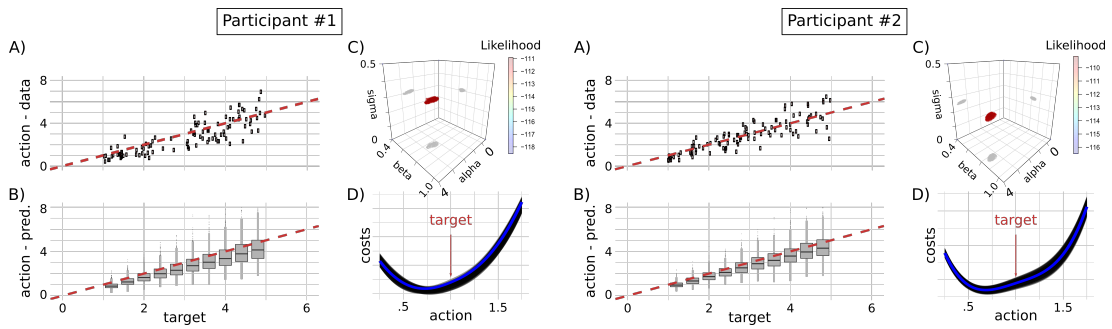 Participant #1
A)
action - data
8
4
0
C)
Likelihood
0.5
sigma
0
0.4
beta
1.0
4
alpha
0
−111
−112
−113
−114
−115
−116
−117
−118
B)
action - pred.
8
4
0
0
2
4
6
target
D)
costs
target
.5
1.5
action
Participant #2
A)
action - data
8
4
0
C)
Likelihood
0.5
sigma
0
0.4
beta
1.0
4
alpha
0
−110
−111
−112
−113
−114
−115
−116
B)
action - pred.
8
4
0
0
2
4
6
target
D)
costs
target
.5
1.5
action